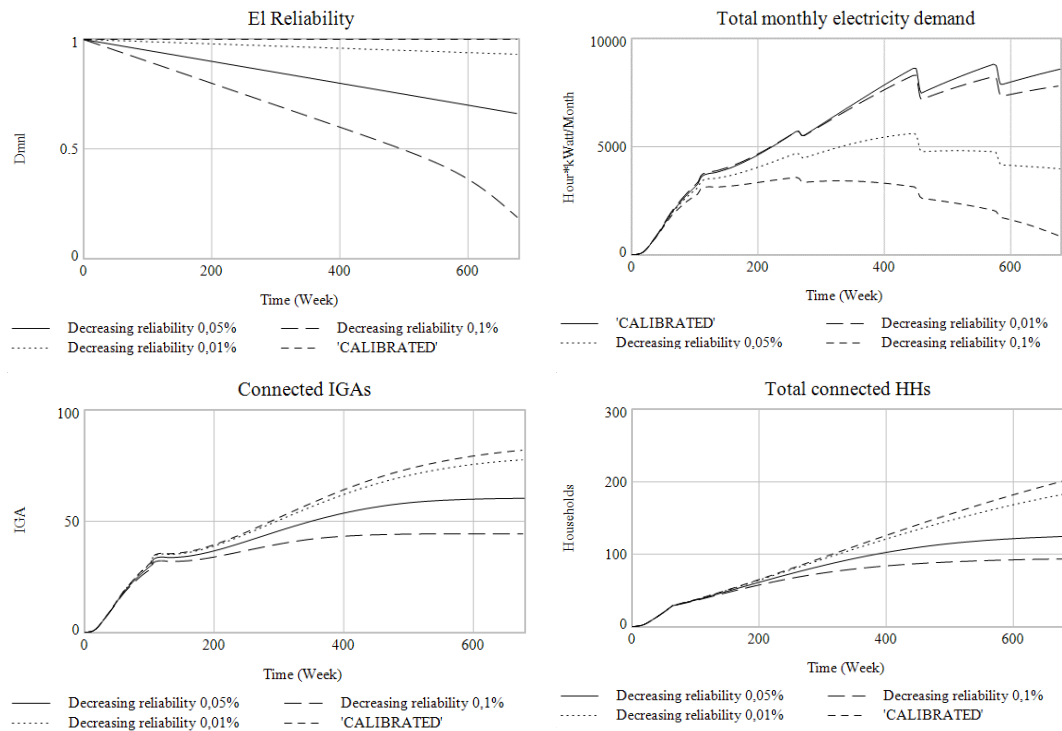 El Reliability
1
0.5
0
Dmnl
0 200 400 600
Time (Week)
Decreasing reliability 0,05% Decreasing reliability 0,1%
Decreasing reliability 0,01% 'CALIBRATED'
Total monthly electricity demand
10000
5000
0
Hour*kWatt/Month
0 200 400 600
Time (Week)
'CALIBRATED' Decreasing reliability 0,01%
Decreasing reliability 0,05% Decreasing reliability 0,1%
Connected IGAs
100
50
0
IGA
0 200 400 600
Time (Week)
Decreasing reliability 0,05% Decreasing reliability 0,1%
Decreasing reliability 0,01% 'CALIBRATED'
Total connected HHs
300
200
100
0
Households
0 200 400 600
Time (Week)
Decreasing reliability 0,05% Decreasing reliability 0,1%
Decreasing reliability 0,01% 'CALIBRATED'